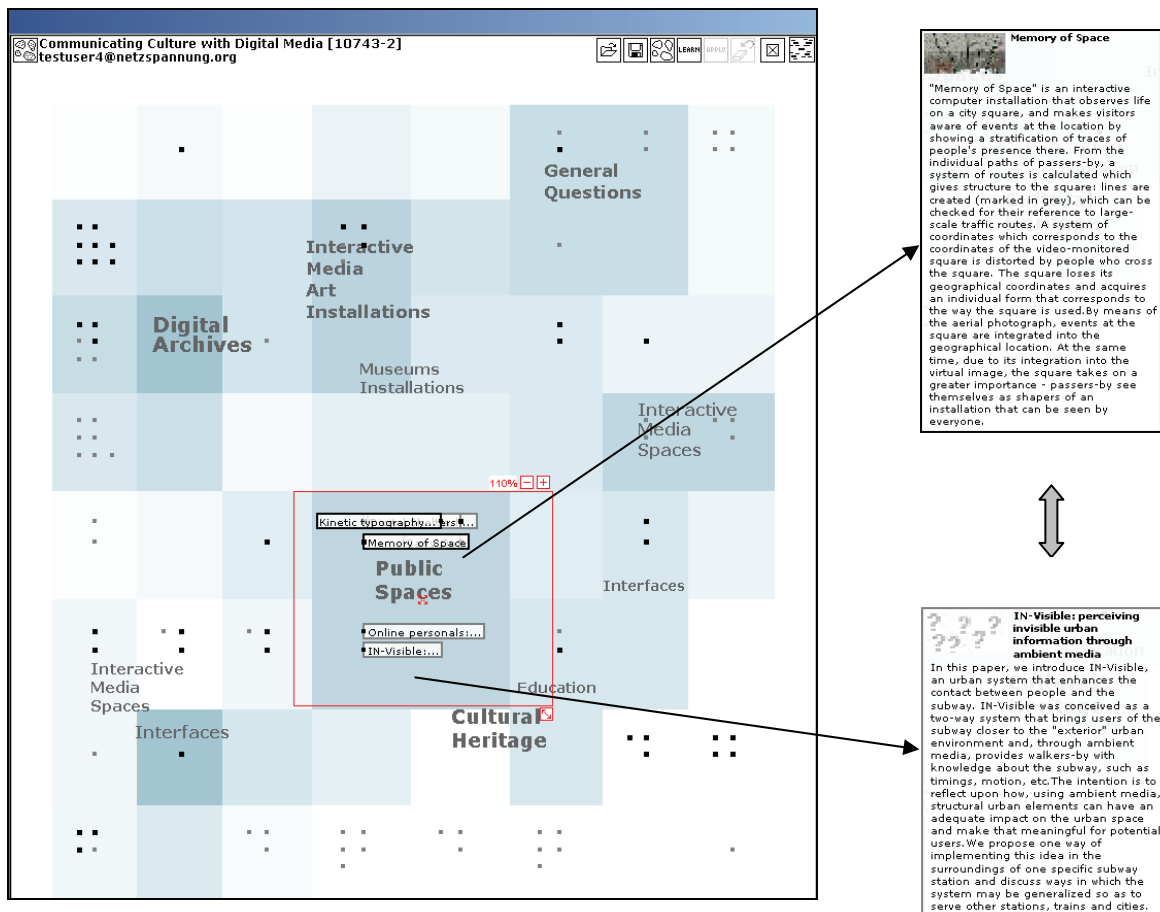 Communicating Culture with Digital Media [10743-2]
testuser4@netzspannung.org
LEARN
APPLY
General
Questions
Interactive
Media
Art
Installations
Digital
Archives
Museums
Installations
Interactive
Media
Spaces
110%
Kinetic typography...
ers
...
Memory of Space
Public
Spaces
Interfaces
Online personals:...
IN-Visible:...
Interactive
Media
Spaces
Education
Cultural
Heritage
Interfaces
Memory of Space
"Memory of Space" is an interactive
computer installation that observes life
on a city square, and makes visitors
aware of events at the location by
showing a stratification of traces of
people's presence there. From the
individual paths of passers-by, a
system of routes is calculated which
gives structure to the square: lines are
created (marked in grey), which can be
checked for their reference to large-
scale traffic routes. A system of
coordinates which corresponds to the
coordinates of the video-monitored
square is distorted by people who cross
the square. The square loses its
geographical coordinates and acquires
an individual form that corresponds to
the way the square is used.By means of
the aerial photograph, events at the
square are integrated into the
geographical location. At the same
time, due to its integration into the
virtual image, the square takes on a
greater importance - passers-by see
themselves as shapers of an
installation that can be seen by
everyone.
IN-Visible: perceiving
invisible urban
information through
ambient media
In this paper, we introduce IN-Visible,
an urban system that enhances the
contact between people and the
subway. IN-Visible was conceived as a
two-way system that brings users of the
subway closer to the "exterior" urban
environment and, through ambient
media, provides walkers-by with
knowledge about the subway, such as
timings, motion, etc.The intention is to
reflect upon how, using ambient media,
structural urban elements can have an
adequate impact on the urban space
and make that meaningful for potential
users.We propose one way of
implementing this idea in the
surroundings of one specific subway
station and discuss ways in which the
system may be generalized so as to
serve other stations, trains and cities.